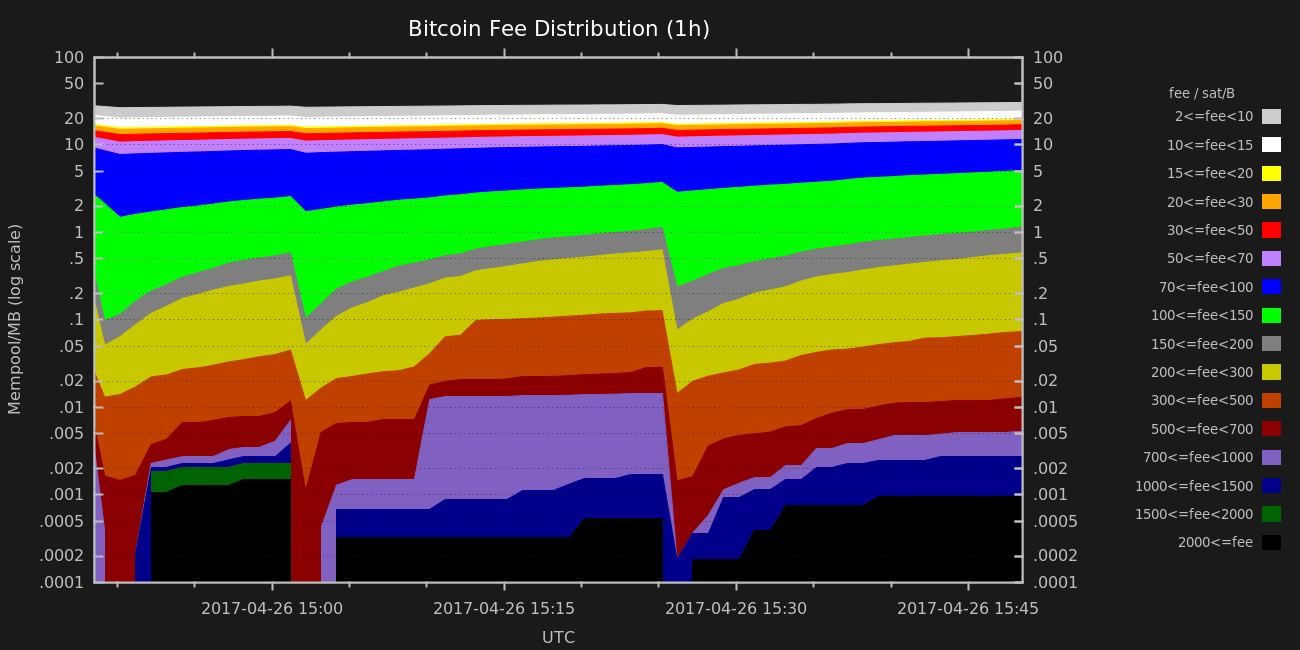 Bitcoin Fee Distribution (1h)
100
50
20
10
5
2
1
.5
.2
.1
.05
.02
.01
.005
.002
.001
.0005
.0002
.0001
Mempool/MB (log scale)
100
50
20
10
5
2
1
.5
.2
.1
.05
.02
.01
.005
.002
.001
.0005
.0002
.0001
2017-04-26 15:00
2017-04-26 15:15
2017-04-26 15:30
2017-04-26 15:45
UTC
fee / sat/B
2<=fee<10
10<=fee<15
15<=fee<20
20<=fee<30
30<=fee<50
50<=fee<70
70<=fee<100
100<=fee<150
150<=fee<200
200<=fee<300
300<=fee<500
500<=fee<700
700<=fee<1000
1000<=fee<1500
1500<=fee<2000
2000<=fee